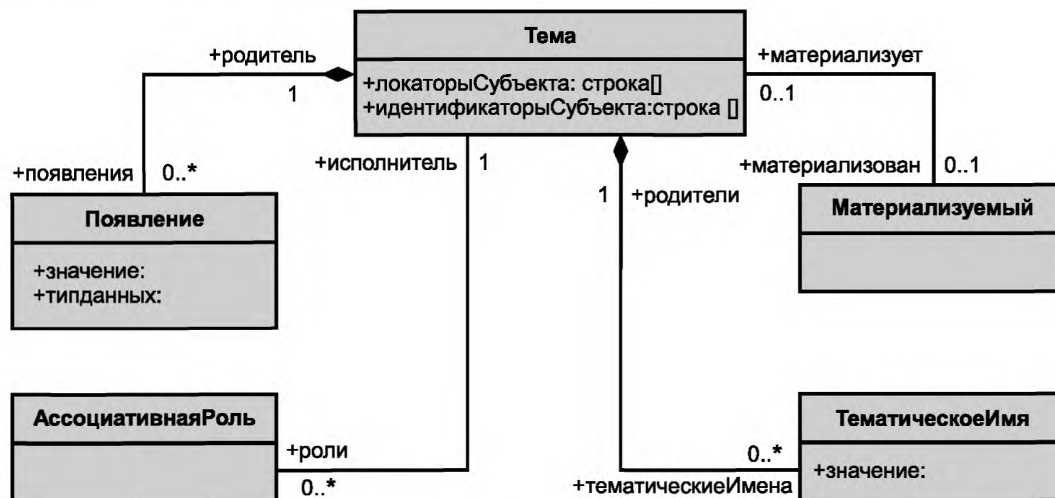 Тема
+локаторыСубъекта: строка[]
+идентификаторыСубъекта:строка []
+родитель
1
+материализует
0..1
+появления
0..*
+исполнитель
1
1
+родители
+материализован
0..1
Появление
+значение:
+типданных:
Материализуемый
АссоциативнаяРоль
+роли
0..*
ТематическоеИмя
+значение:
0..*
+тематическиеИмена